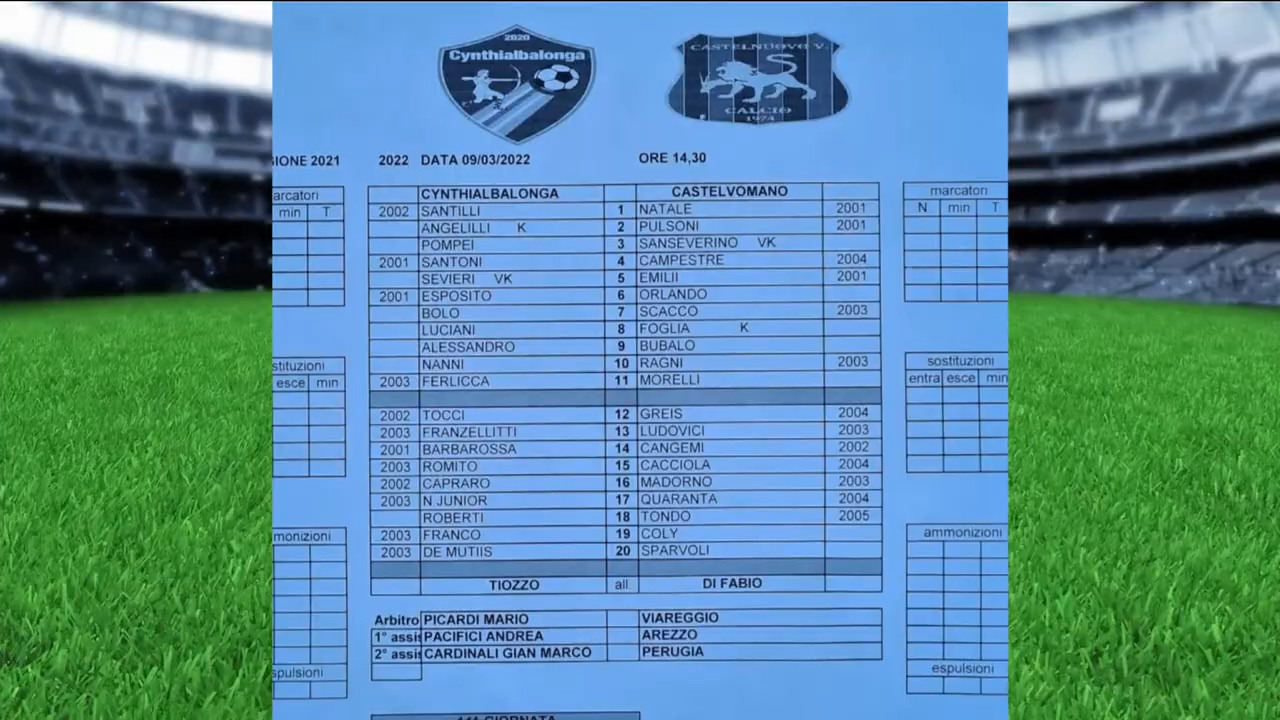 2020
Cynthialbalonga
CASTELNUOVO V.
CALCIO
1974
IONE 2021 2022 DATA 09/03/2022 ORE 14,30
arcatori
min T
CYNTHIALBALONGA CASTELVOMANO
2002 SANTILLI 1 NATALE 2001
ANGELILLI K 2 PULSONI 2001
POMPEI 3 SANSEVERINO VK
2001 SANTONI 4 CAMPESTRE 2004
SEVIERI VK 5 EMILII 2001
2001 ESPOSITO 6 ORLANDO
BOLO 7 SCACCO 2003
LUCIANI 8 FOGLIA K
ALESSANDRO 9 BUBALO
NANNI 10 RAGNI 2003
2003 FERLICCA 11 MORELLI
2002 TOCCI 12 GREIS 2004
2003 FRANZELLITTI 13 LUDOVICI 2003
2001 BARBAROSSA 14 CANGEMI 2002
2003 ROMITO 15 CACCIOLA 2004
2002 CAPRARO 16 MADORNO 2003
2003 N JUNIOR 17 QUARANTA 2004
ROBERTI 18 TONDO 2005
2003 FRANCO 19 COLY
2003 DE MUTIIS 20 SPARVOLI
TIOZZO all. DI FABIO
Arbitro PICARDI MARIO VIAREGGIO
1° assis PACIFICI ANDREA AREZZO
2° assis CARDINALI GIAN MARCO PERUGIA
marcatori
N min T
stituzioni
esce min
sostituzioni
entra esce min
monizioni
ammonizioni
spulsioni
espulsioni
GIORNATA